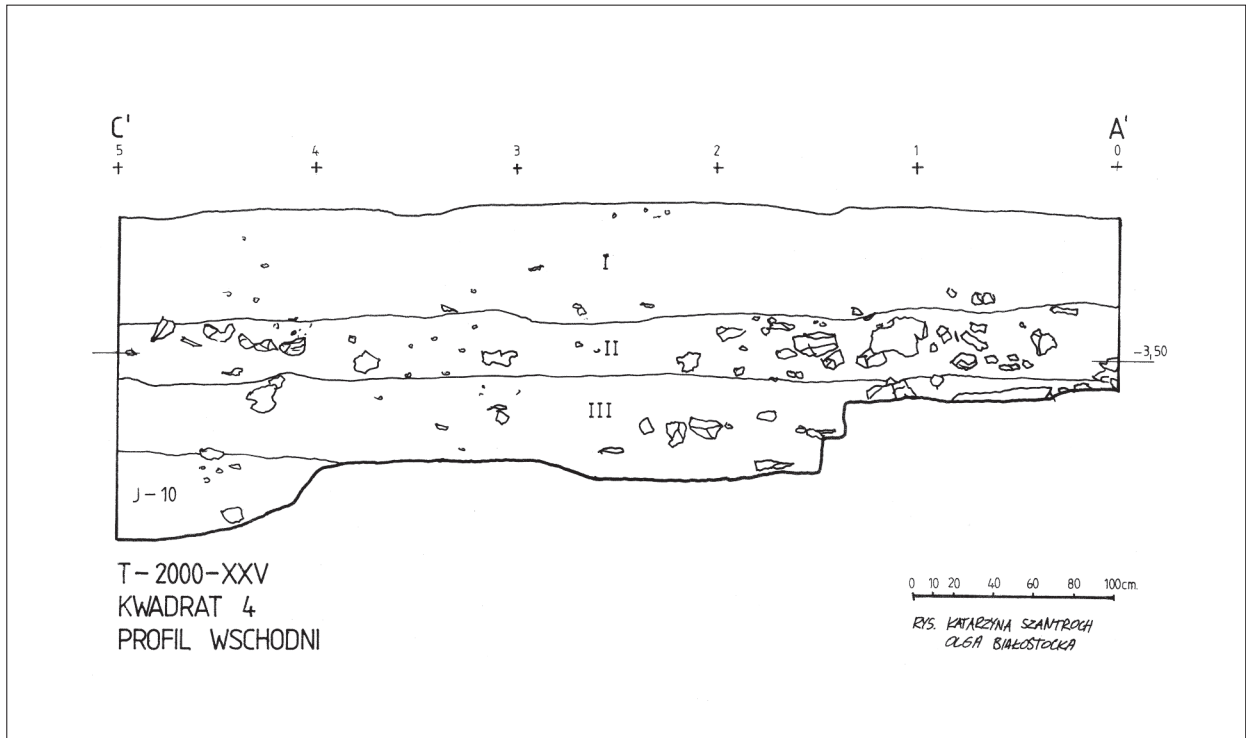 C' A'
5 4 3 2 1 0
I
II
-3,50
III
J-10
T-2000-XXV
KWADRAT 4
PROFIL WSCHODNI
0 10 20 40 60 80 100cm.
RYS. KATARZYNA SZANTROCH
OLGA BIAŁOSTOCKA